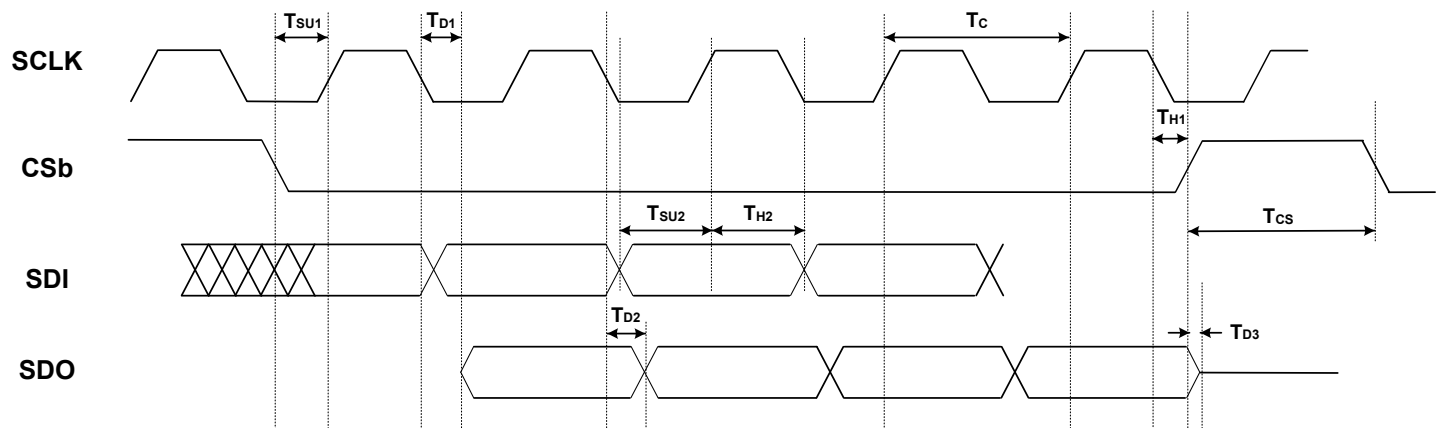 TSU1 TD1 TC
SCLK
TH1
CSb
TSU2 TH2 TCS
SDI
TD2 TD3
SDO